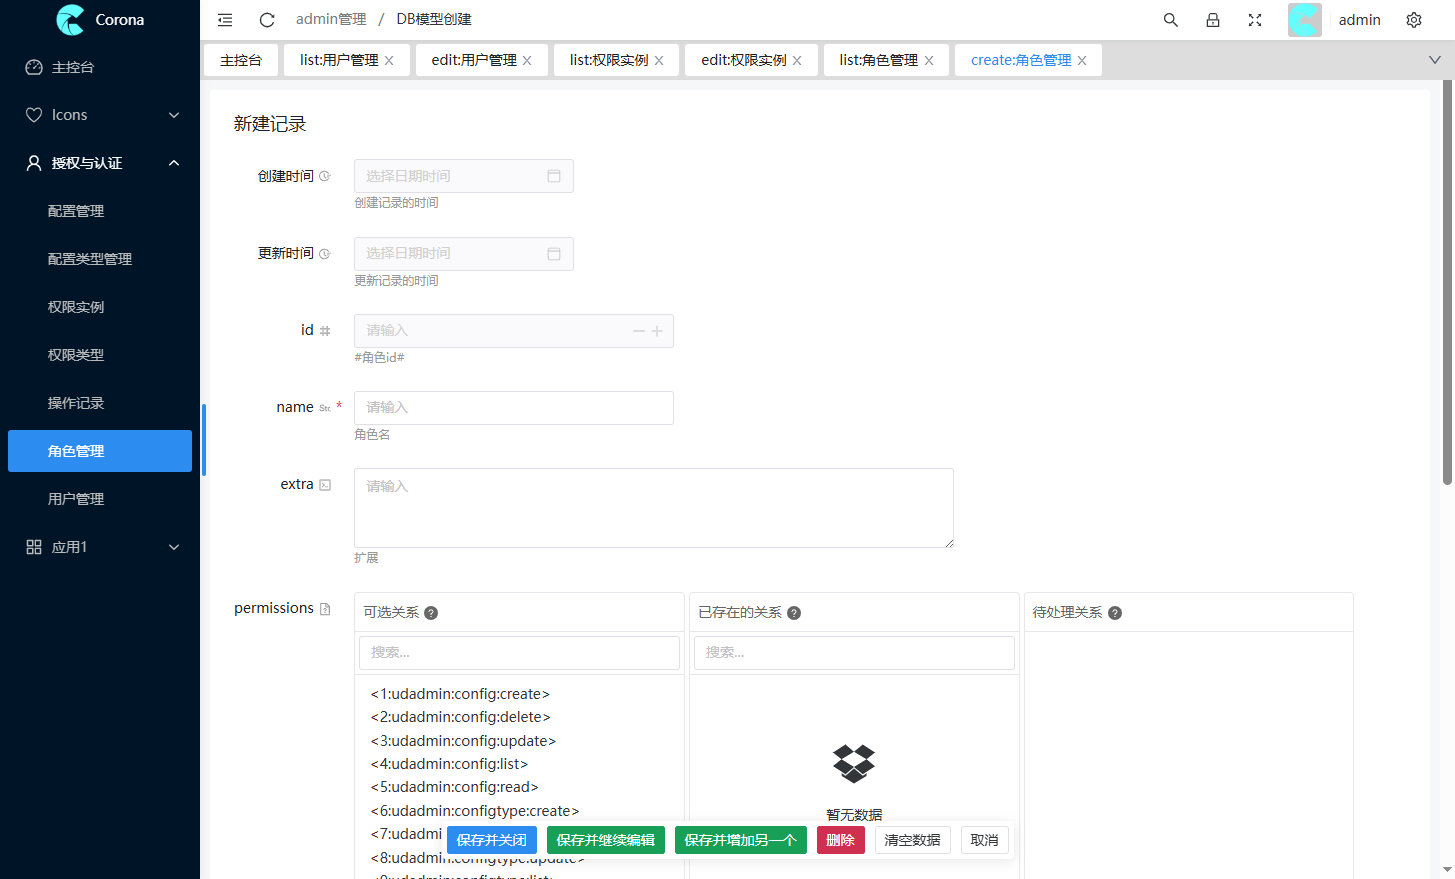 Corona
admin管理 / DB模型创建
admin
主控台
list:用户管理
edit:用户管理
list:权限实例
edit:权限实例
list:角色管理
create:角色管理
主控台
Icons
授权与认证
配置管理
配置类型管理
权限实例
权限类型
操作记录
角色管理
用户管理
应用1
新建记录
创建时间
选择日期时间
创建记录的时间
更新时间
选择日期时间
更新记录的时间
id
请输入
#角色id#
name Str. *
请输入
角色名
extra
请输入
扩展
permissions
可选关系
已存在的关系
待处理关系
搜索...
搜索...
<1:udadmin:config:create>
<2:udadmin:config:delete>
<3:udadmin:config:update>
<4:udadmin:config:list>
<5:udadmin:config:read>
<6:udadmin:configtype:create>
<7:udadmi
<8:udadmin:configtype:update>
暂无数据
保存并关闭
保存并继续编辑
保存并增加另一个
删除
清空数据
取消